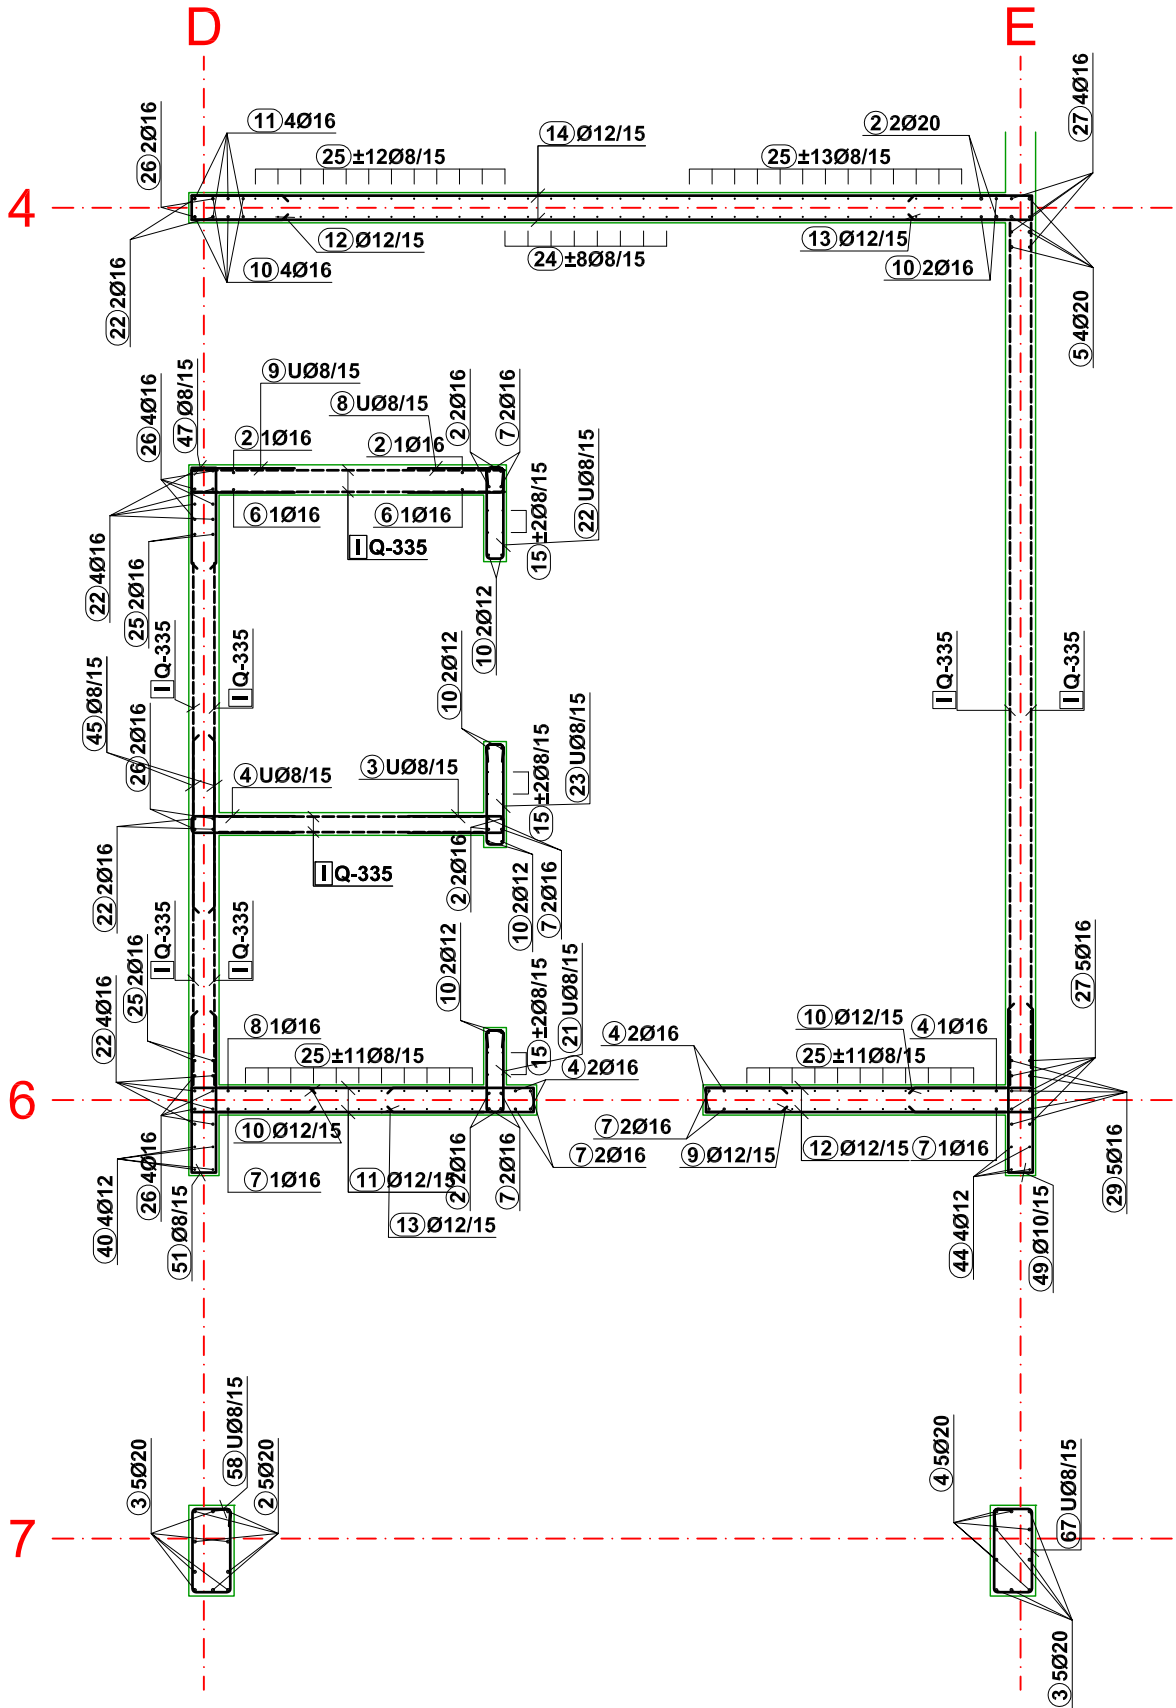 D
E
11 4Ø16
14 Ø12/15
2 2Ø20
27 4Ø16
26 2Ø16
25 ±12Ø8/15
25 ±13Ø8/15
4
12 Ø12/15
13 Ø12/15
24 ±8Ø8/15
10 4Ø16
10 2Ø16
22 2Ø16
5 4Ø20
9 UØ8/15
8 UØ8/15
47 Ø8/15
26 4Ø16
2 1Ø16
2 1Ø16
2 2Ø16
7 2Ø16
22 UØ8/15
15 ±2Ø8/15
6 1Ø16
6 1Ø16
I Q-335
22 4Ø16
25 2Ø16
10 2Ø12
I Q-335
I Q-335
I Q-335
I Q-335
10 2Ø12
45 Ø8/15
26 2Ø16
4 UØ8/15
3 UØ8/15
15 ±2Ø8/15
23 UØ8/15
I Q-335
22 2Ø16
2 2Ø16
10 2Ø12
7 2Ø16
I Q-335
I Q-335
25 2Ø16
22 4Ø16
10 2Ø12
15 ±2Ø8/15
21 UØ8/15
27 5Ø16
8 1Ø16
25 ±11Ø8/15
4 2Ø16
4 2Ø16
10 Ø12/15
4 1Ø16
25 ±11Ø8/15
6
10 Ø12/15
7 2Ø16
7 2Ø16
7 1Ø16
11 Ø12/15
2 2Ø16
7 2Ø16
9 Ø12/15
12 Ø12/15
7 1Ø16
13 Ø12/15
40 4Ø12
26 4Ø16
51 Ø8/15
44 4Ø12
49 Ø10/15
29 5Ø16
3 5Ø20
58 UØ8/15
2 5Ø20
4 5Ø20
67 UØ8/15
7
3 5Ø20